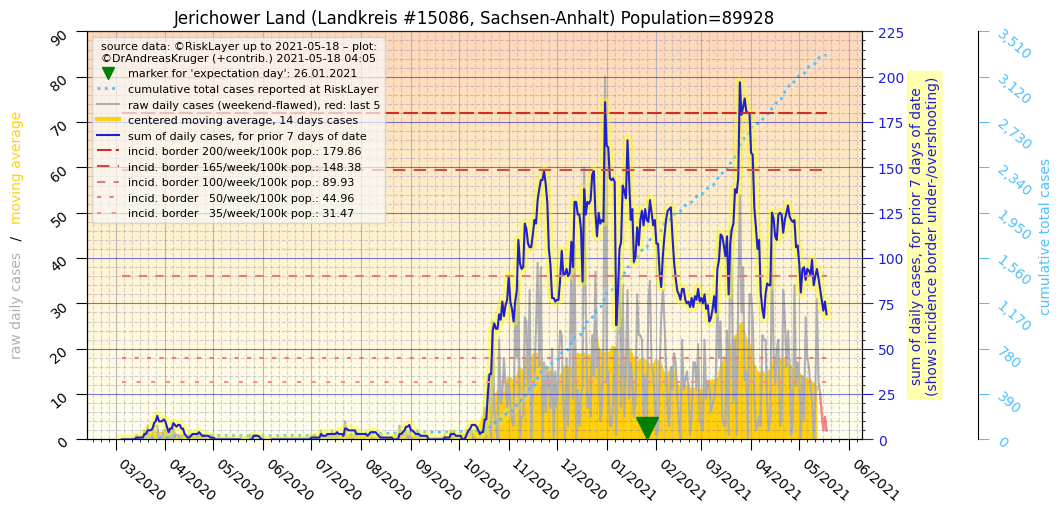 Jerichower Land (Landkreis #15086, Sachsen-Anhalt) Population=89928
source data: ©RiskLayer up to 2021-05-18 – plot:
©DrAndreasKruger (+contrib.) 2021-05-18 04:05
marker for 'expectation day': 26.01.2021
cumulative total cases reported at RiskLayer
raw daily cases (weekend-flawed), red: last 5
centered moving average, 14 days cases
sum of daily cases, for prior 7 days of date
incid. border 200/week/100k pop.: 179.86
incid. border 165/week/100k pop.: 148.38
incid. border 100/week/100k pop.: 89.93
incid. border   50/week/100k pop.: 44.96
incid. border   35/week/100k pop.: 31.47
raw daily cases / moving average
90
80
70
60
50
40
30
20
10
0
03/2020
04/2020
05/2020
06/2020
07/2020
08/2020
09/2020
10/2020
11/2020
12/2020
01/2021
02/2021
03/2021
04/2021
05/2021
06/2021
225
200
175
150
125
100
75
50
25
0
sum of daily cases, for prior 7 days of date
(shows incidence border under-/overshooting)
3,510
3,120
2,730
2,340
1,950
1,560
1,170
780
390
0
cumulative total cases